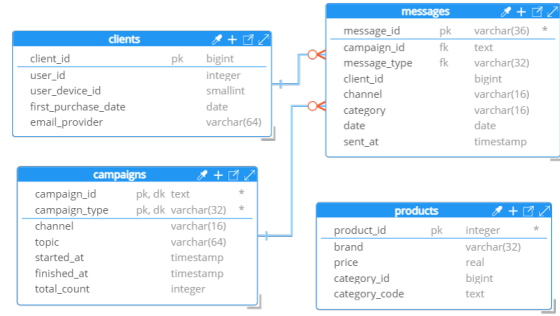 clients
client_id pk bigint
user_id integer
user_device_id smallint
first_purchase_date date
email_provider varchar(64)
messages
message_id pk varchar(36) *
campaign_id fk text
message_type fk varchar(32)
client_id bigint
channel varchar(16)
category varchar(16)
date date
sent_at timestamp
campaigns
campaign_id pk, dk text *
campaign_type pk, dk varchar(32) *
channel varchar(16)
topic varchar(64)
started_at timestamp
finished_at timestamp
total_count integer
products
product_id pk integer *
brand varchar(32)
price real
category_id bigint
category_code text